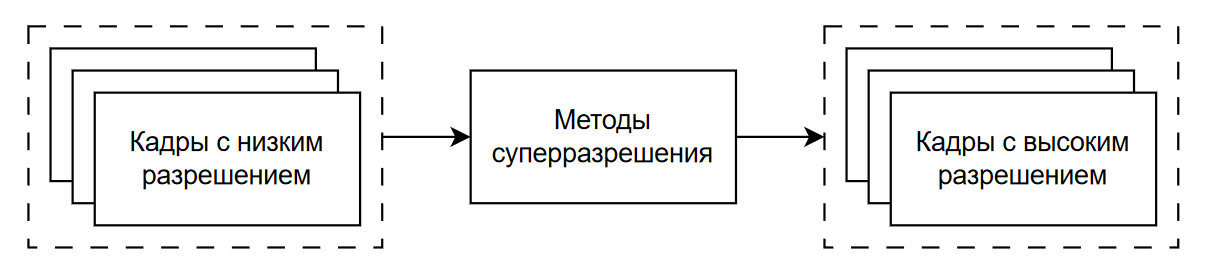 Кадры с низким
разрешением
Методы
суперразрешения
Кадры с высоким
разрешением